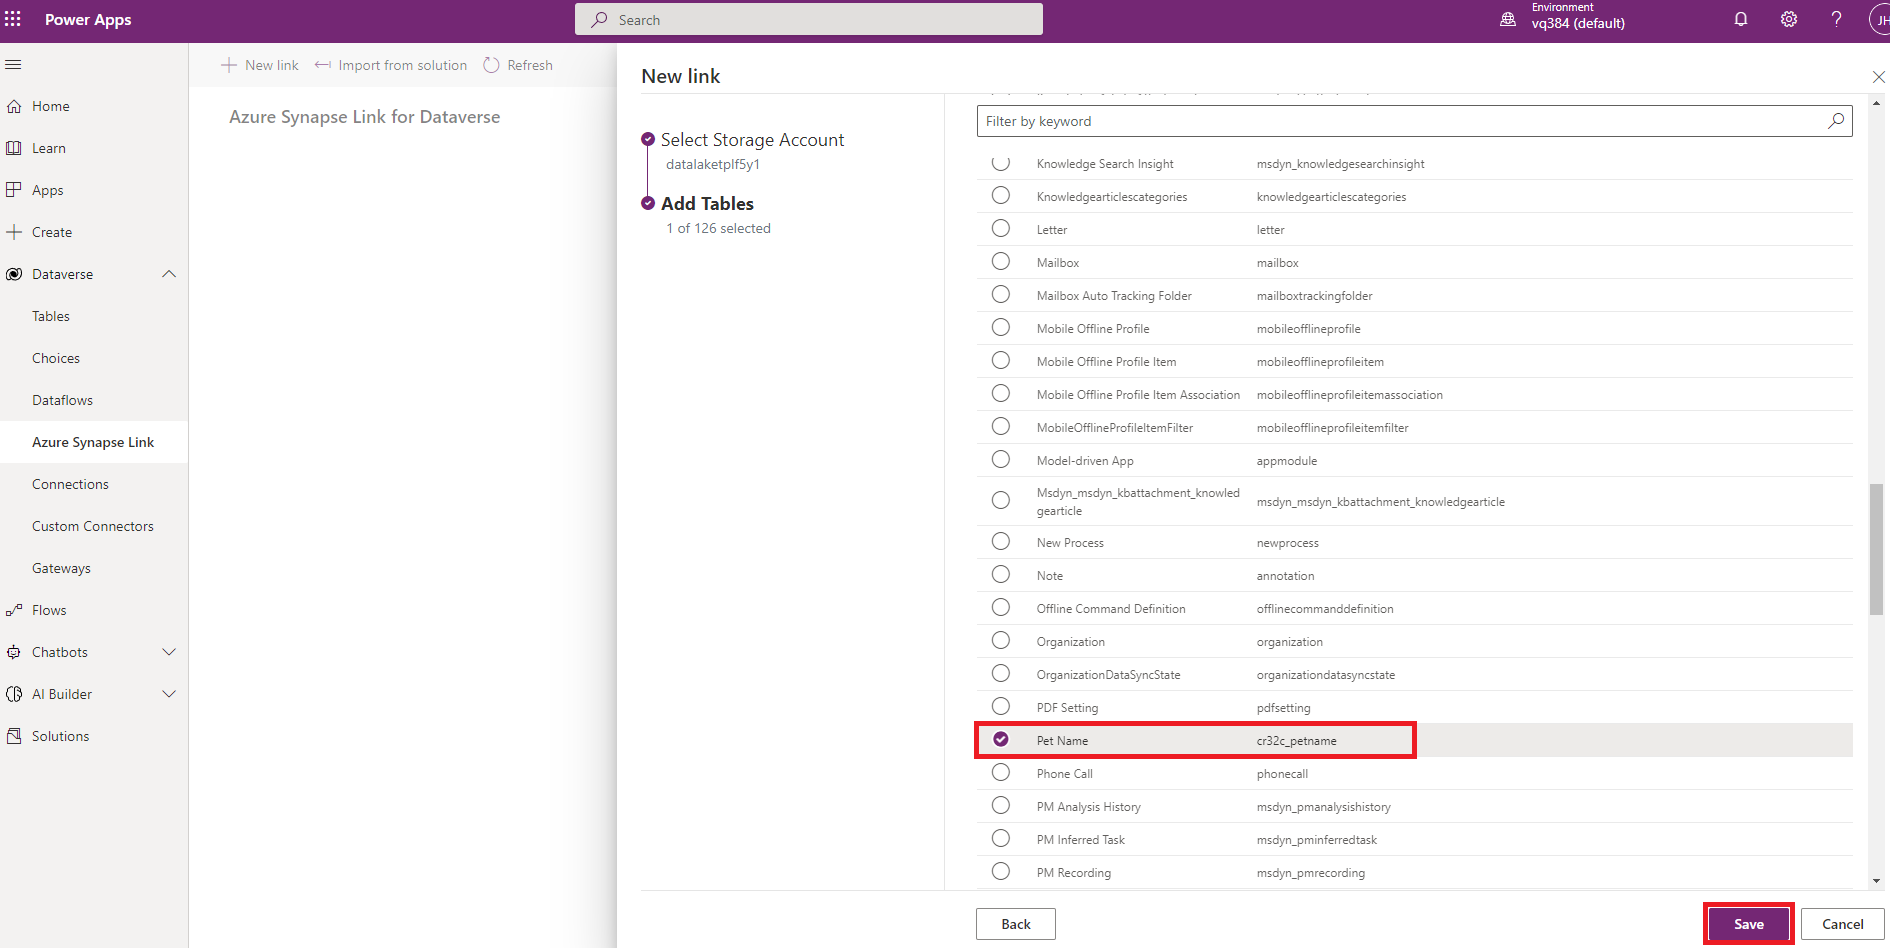 Power Apps
Search
Environment
vq384 (default)
JH
New link
Import from solution
Refresh
Azure Synapse Link for Dataverse
Home
Learn
Apps
Create
Dataverse
Tables
Choices
Dataflows
Azure Synapse Link
Connections
Custom Connectors
Gateways
Flows
Chatbots
AI Builder
Solutions
New link
Select Storage Account
datalaketplf5y1
Add Tables
1 of 126 selected
Filter by keyword
Knowledge Search Insight msdyn_knowledgesearchinsight
Knowledgearticlescategories knowledgearticlescategories
Letter letter
Mailbox mailbox
Mailbox Auto Tracking Folder mailboxtrackingfolder
Mobile Offline Profile mobileofflineprofile
Mobile Offline Profile Item mobileofflineprofileitem
Mobile Offline Profile Item Association mobileofflineprofileitemassociation
MobileOfflineProfileItemFilter mobileofflineprofileitemfilter
Model-driven App appmodule
Msdyn_msdyn_kbattachment_knowled
gearticle msdyn_msdyn_kbattachment_knowledgearticle
New Process newprocess
Note annotation
Offline Command Definition offlinecommanddefinition
Organization organization
OrganizationDataSyncState organizationdatasyncstate
PDF Setting pdfsetting
Pet Name cr32c_petname
Phone Call phonecall
PM Analysis History msdyn_pmanalysishistory
PM Inferred Task msdyn_pminferredtask
PM Recording msdyn_pmrecording
Back
Save
Cancel